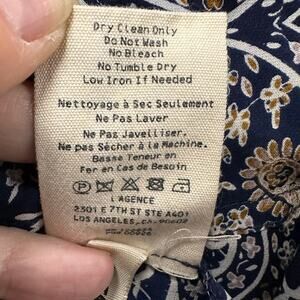 Dry Clean Only
Do Not Wash
No Bleach
No Tumble Dry
Low Iron If Needed
Nettoyage à Sec Seulement
Ne Pas Laver
Ne Pas Javelliser.
Ne pas Sécher à la Machine.
Basse Teneur en
Fer en Cas de Besoin
L'AGENCE
2301 E 7TH ST STE A401
LOS ANGELES, CA.